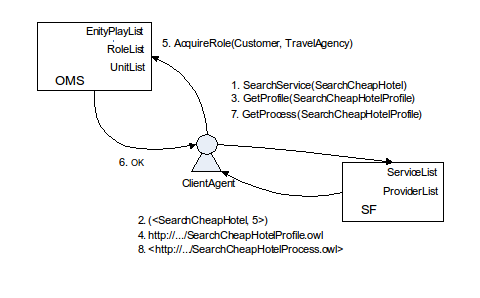 EnityPlayList
RoleList
UnitList
OMS
5. AcquireRole(Customer, TravelAgency)
1. SearchService(SearchCheapHotel)
3. GetProfile(SearchCheapHotelProfile)
7. GetProcess(SearchCheapHotelProfile)
6. OK
ClientAgent
ServiceList
ProviderList
SF
2. (<SearchCheapHotel, 5>)
4. http://.../SearchCheapHotelProfile.owl
8. <http://.../SearchCheapHotelProcess.owl>